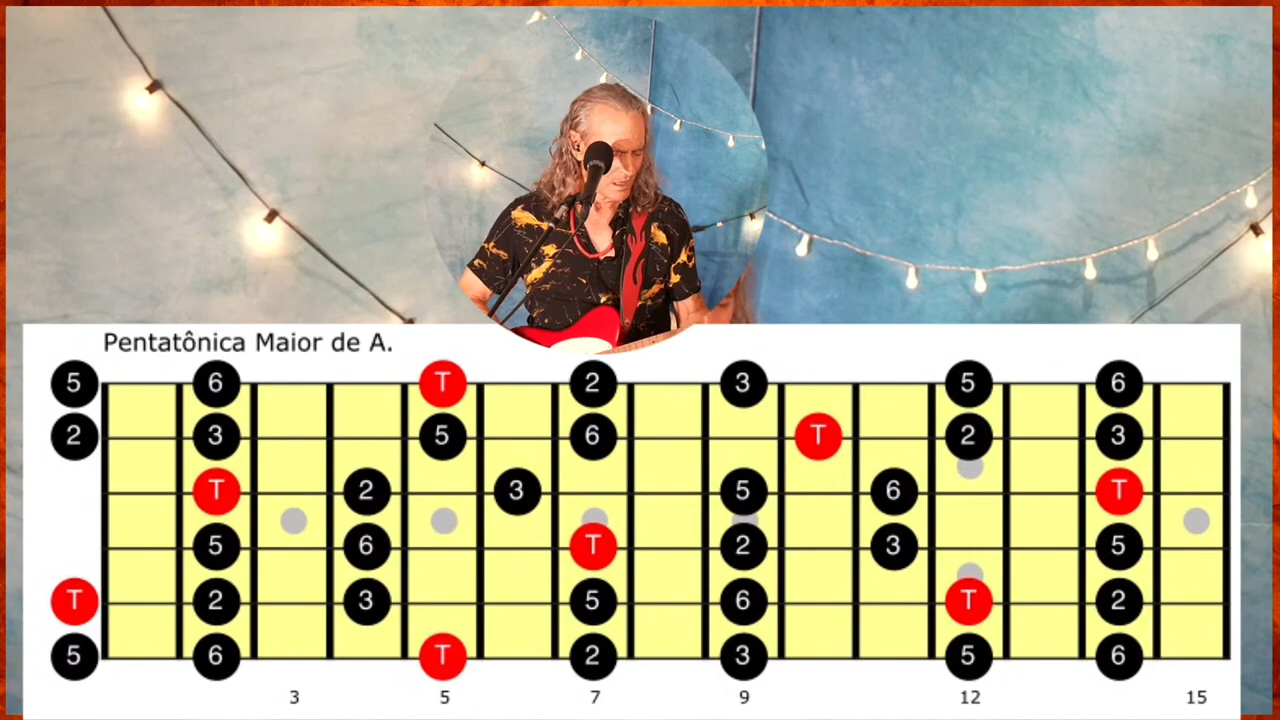 Pentatônica Maior de A.
5 6 T 2 3 5 6
2 3 5 6 T 2 3
T 2 3 5 6 T
5 6 T 2 3 5
T 2 3 5 6 T 2
5 6 T 2 3 5 6
3 5 7 9 12 15